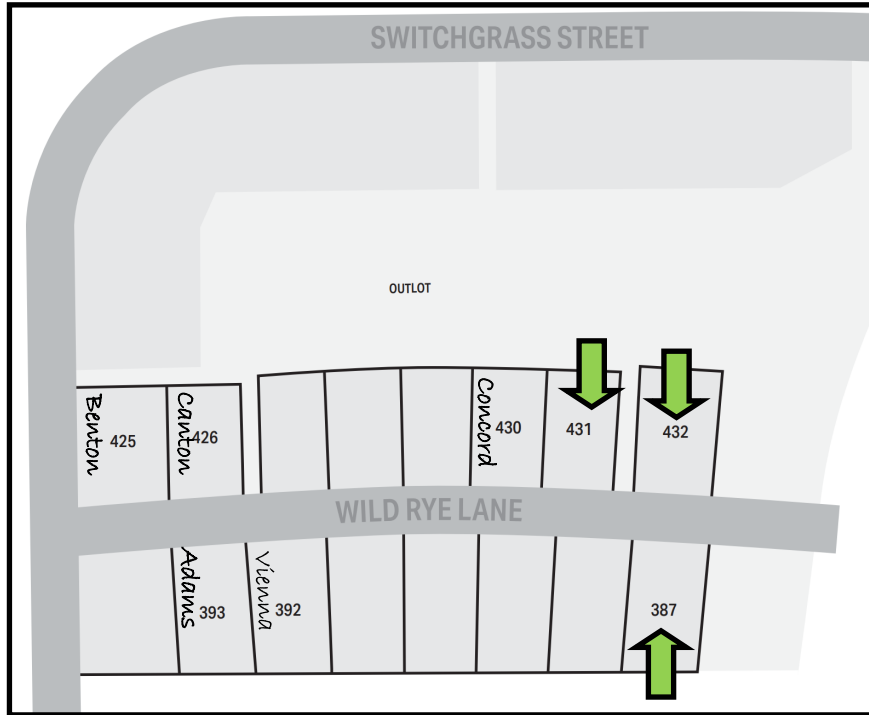 SWITCHGRASS STREET
OUTLOT
Benton
425
Canton
426
Concord
430
431
432
WILD RYE LANE
Adams
393
Vienna
392
387